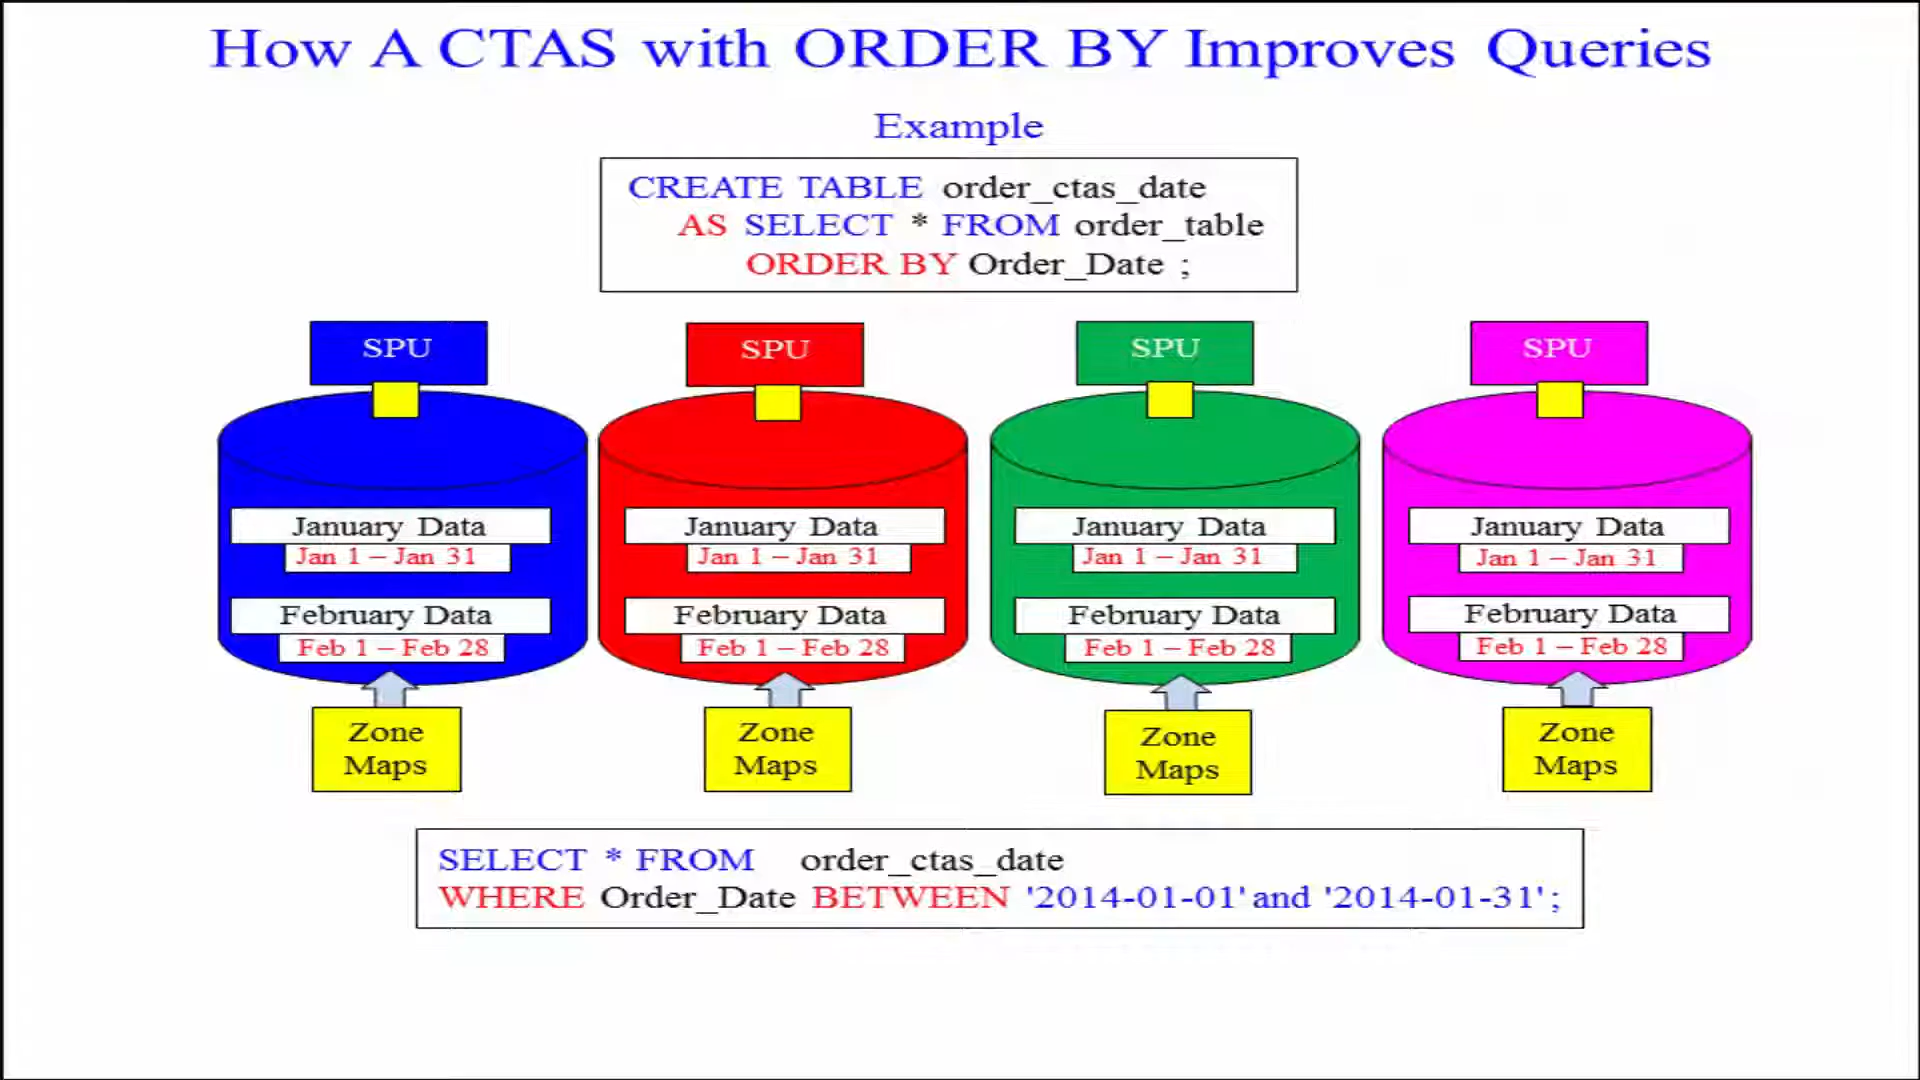 How A CTAS with ORDER BY Improves Queries
Example
CREATE TABLE order_ctas_date
AS SELECT * FROM order_table
ORDER BY Order_Date ;
SPU SPU SPU SPU
January Data January Data January Data January Data
Jan 1 – Jan 31 Jan 1 – Jan 31 Jan 1 – Jan 31 Jan 1 – Jan 31
February Data February Data February Data February Data
Feb 1 – Feb 28 Feb 1 – Feb 28 Feb 1 – Feb 28 Feb 1 – Feb 28
Zone Zone Zone Zone
Maps Maps Maps Maps
SELECT * FROM order_ctas_date
WHERE Order_Date BETWEEN '2014-01-01' and '2014-01-31' ;